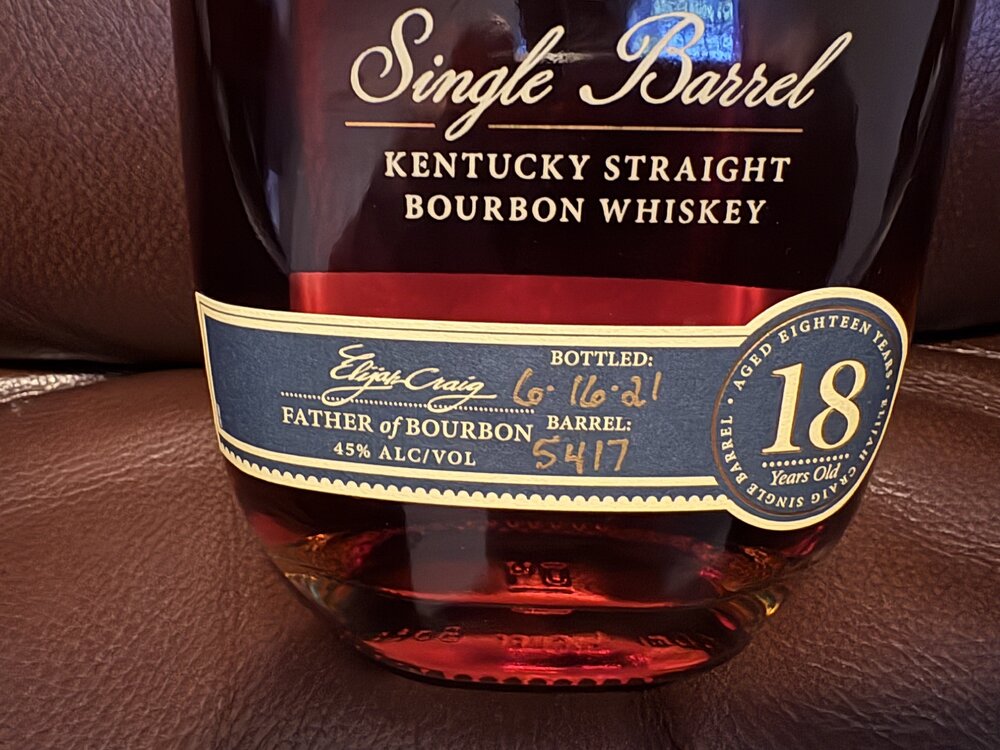 Single Barrel
KENTUCKY STRAIGHT
BOURBON WHISKEY
Elijah Craig
FATHER of BOURBON
45% ALC/VOL
BOTTLED:
6·16·21
BARREL:
5417
AGED EIGHTEEN YEARS • ELIJAH CRAIG SINGLE BARREL •
18
Years Old